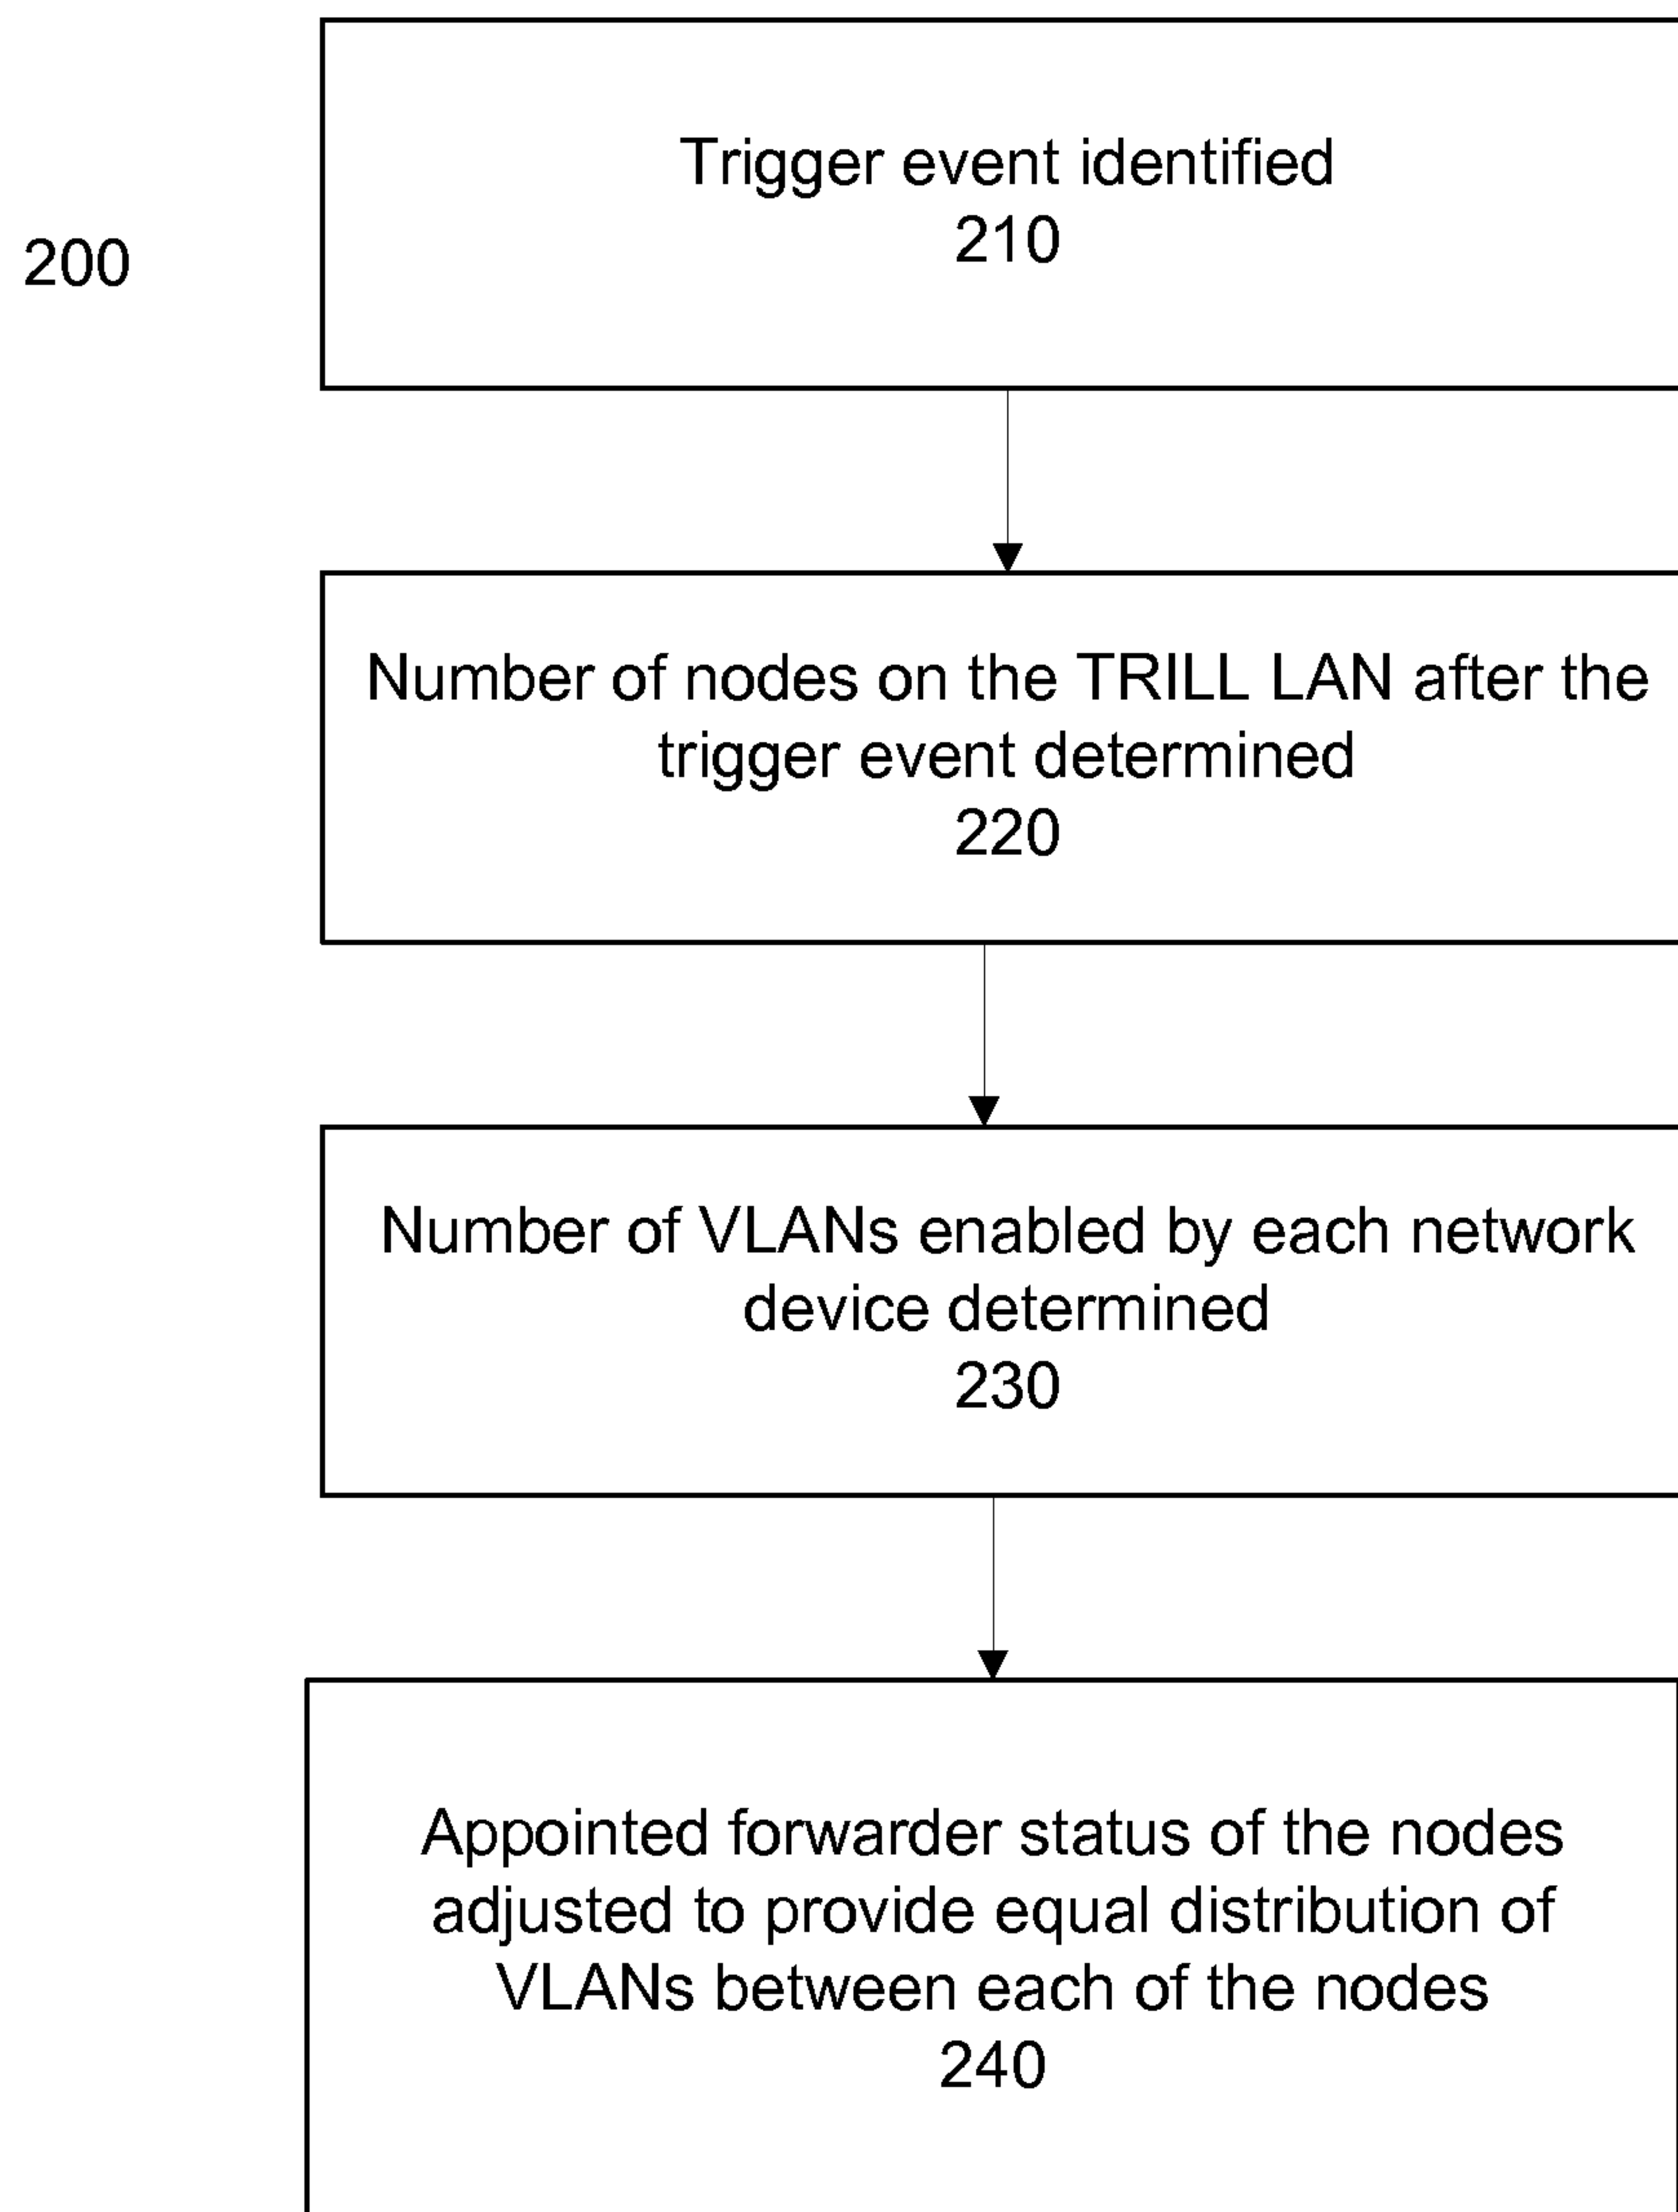 200
Trigger event identified
210
Number of nodes on the TRILL LAN after the
trigger event determined
220
Number of VLANs enabled by each network
device determined
230
Appointed forwarder status of the nodes
adjusted to provide equal distribution of
VLANs between each of the nodes
240